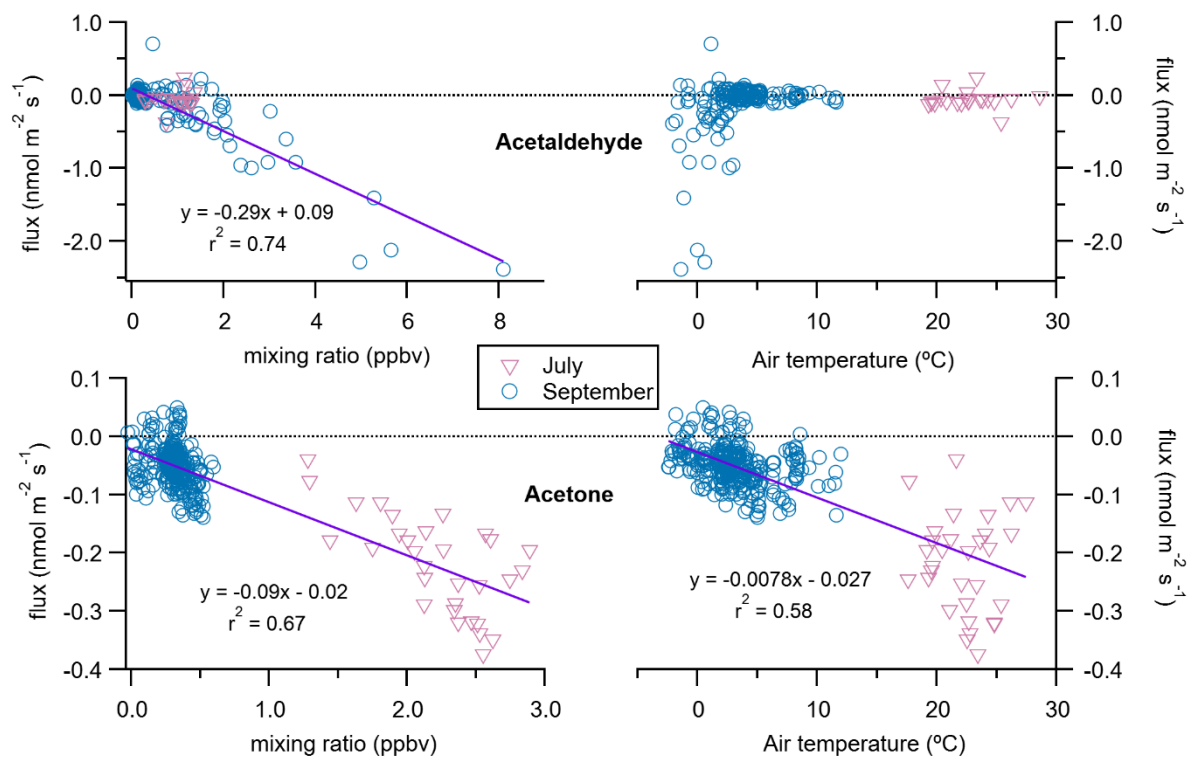 1.0
0.0
-1.0
-2.0
flux (nmol m-2 s-1)
0
2
4
6
8
mixing ratio (ppbv)
y = -0.29x + 0.09
r2 = 0.74
Acetaldehyde
0
10
20
30
Air temperature (ºC)
1.0
0.0
-1.0
-2.0
flux (nmol m-2 s-1)
July
September
0.1
0.0
-0.1
-0.2
-0.3
-0.4
flux (nmol m-2 s-1)
0.0
1.0
2.0
3.0
mixing ratio (ppbv)
y = -0.09x - 0.02
r2 = 0.67
Acetone
y = -0.0078x - 0.027
r2 = 0.58
0
10
20
30
Air temperature (ºC)
0.1
0.0
-0.1
-0.2
-0.3
-0.4
flux (nmol m-2 s-1)